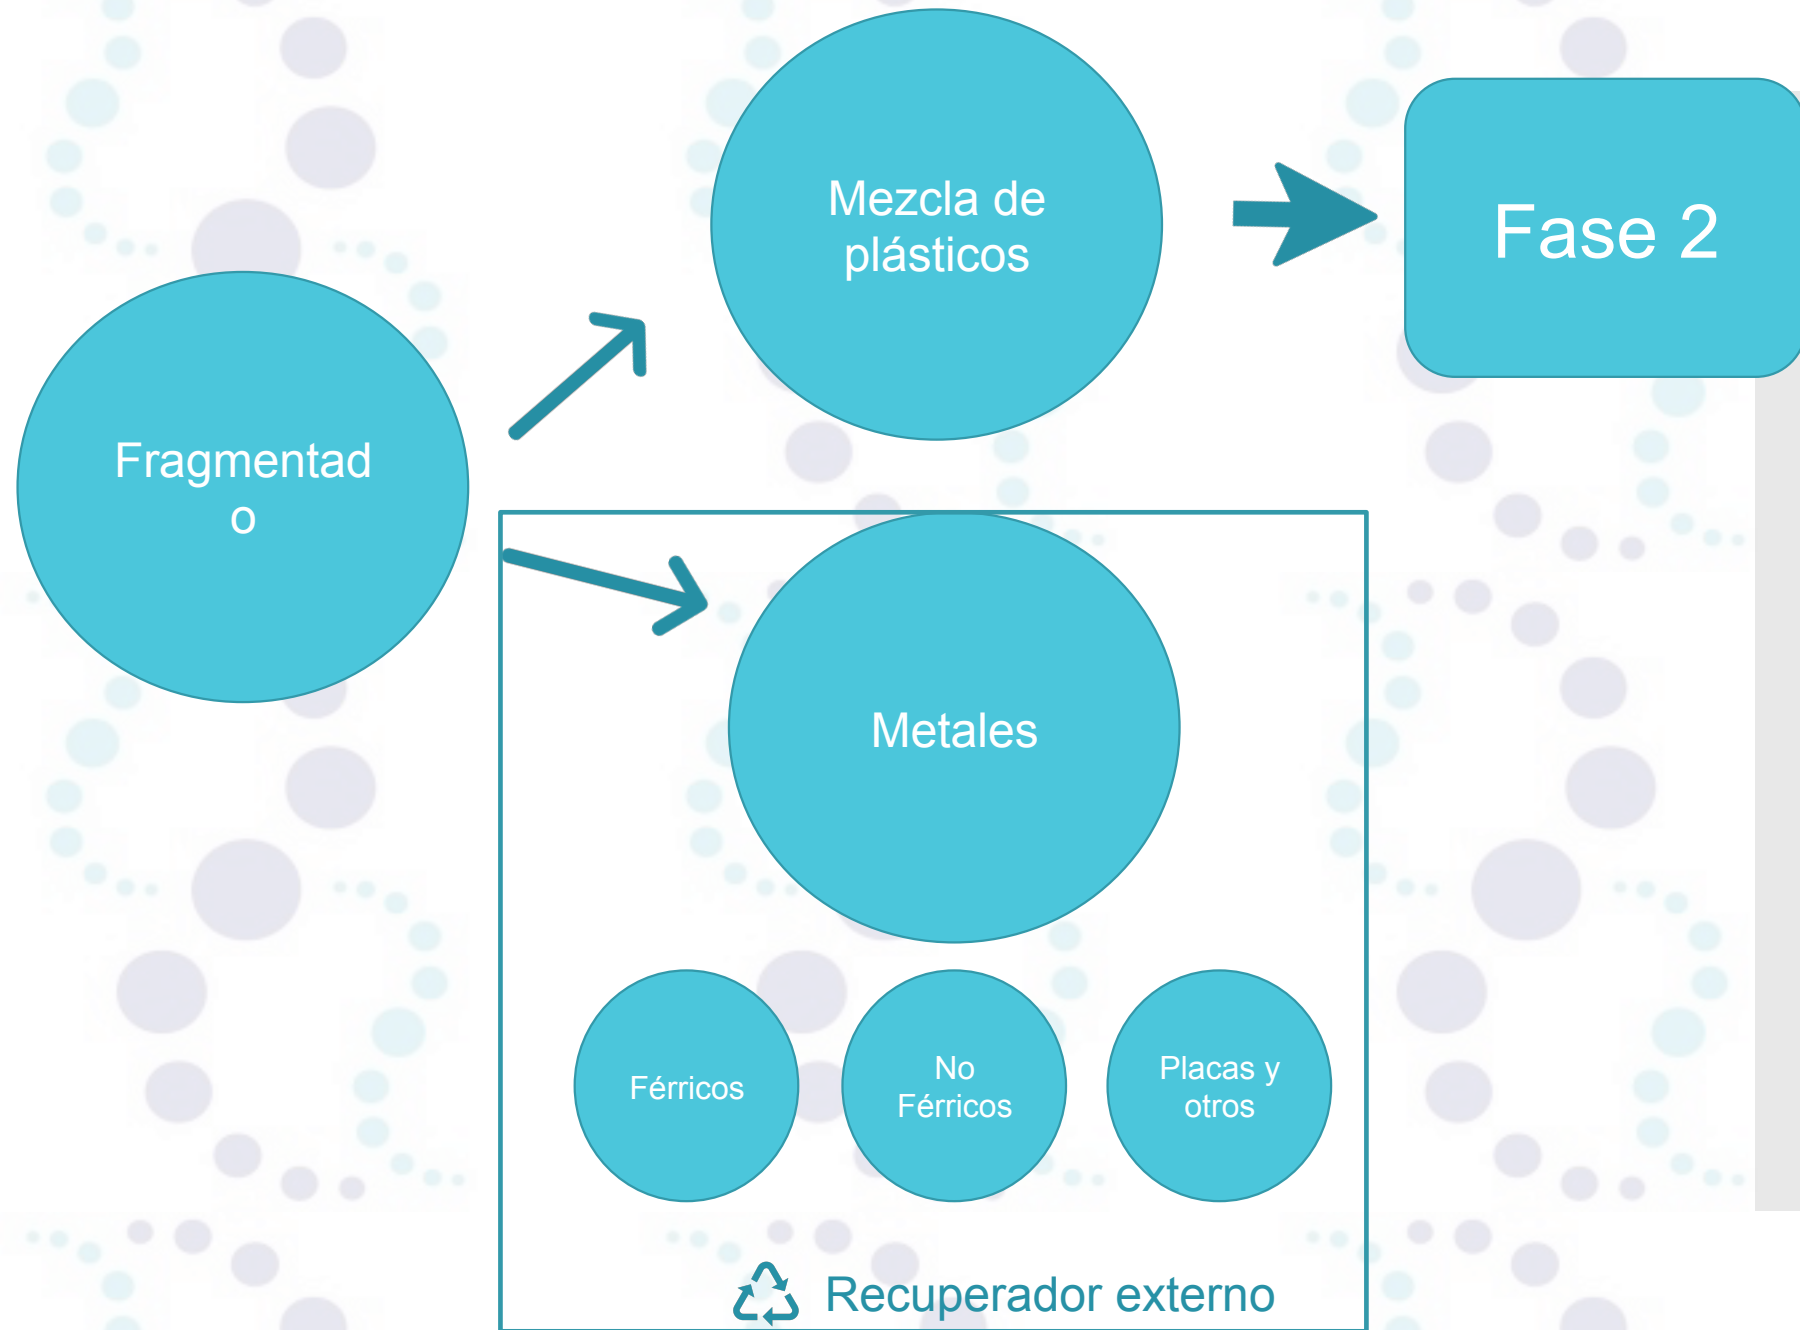 Mezcla de
plásticos
Fase 2
Fragmentad
o
Metales
Férricos
No
Férricos
Placas y
otros
Recuperador externo